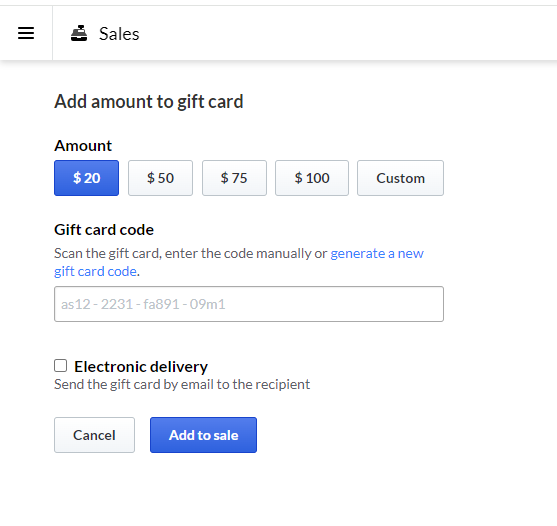 Sales
Add amount to gift card
Amount
$ 20 $ 50 $ 75 $ 100 Custom
Gift card code
Scan the gift card, enter the code manually or generate a new
gift card code.
as12 - 2231 - fa891 - 09m1
Electronic delivery
Send the gift card by email to the recipient
Cancel Add to sale